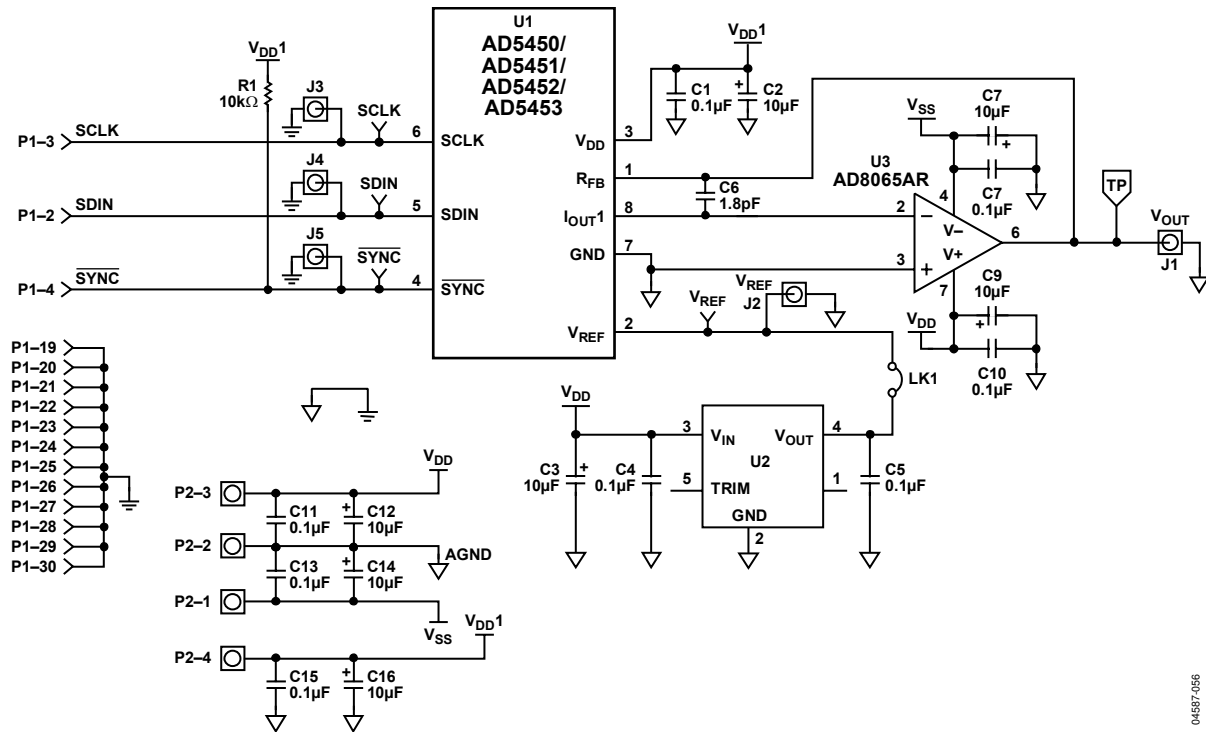 U1
AD5450/
AD5451/
AD5452/
AD5453
VDD1
R1
10kΩ
J3
SCLK
P1–3
SCLK
6
SCLK
J4
SDIN
P1–2
SDIN
5
SDIN
J5
SYNC
P1–4
SYNC
4
SYNC
VDD
3
RFB
1
IOUT1
8
GND
7
VREF
2
VDD1
C1
0.1µF
+
C2
10µF
C6
1.8pF
VSS
C7
10µF
+
C7
0.1µF
U3
AD8065AR
4
2
–
V–
6
V+
3
+
7
TP
VOUT
J1
C9
10µF
+
VDD
C10
0.1µF
VREF
VREF
J2
LK1
VDD
3
VIN
VOUT
4
U2
C3
10µF
+
C4
0.1µF
5
TRIM
1
GND
2
C5
0.1µF
P1–19
P1–20
P1–21
P1–22
P1–23
P1–24
P1–25
P1–26
P1–27
P1–28
P1–29
P1–30
P2–3
VDD
C11
0.1µF
+
C12
10µF
P2–2
AGND
C13
0.1µF
+
C14
10µF
P2–1
VSS
P2–4
VDD1
C15
0.1µF
+
C16
10µF
04587-056